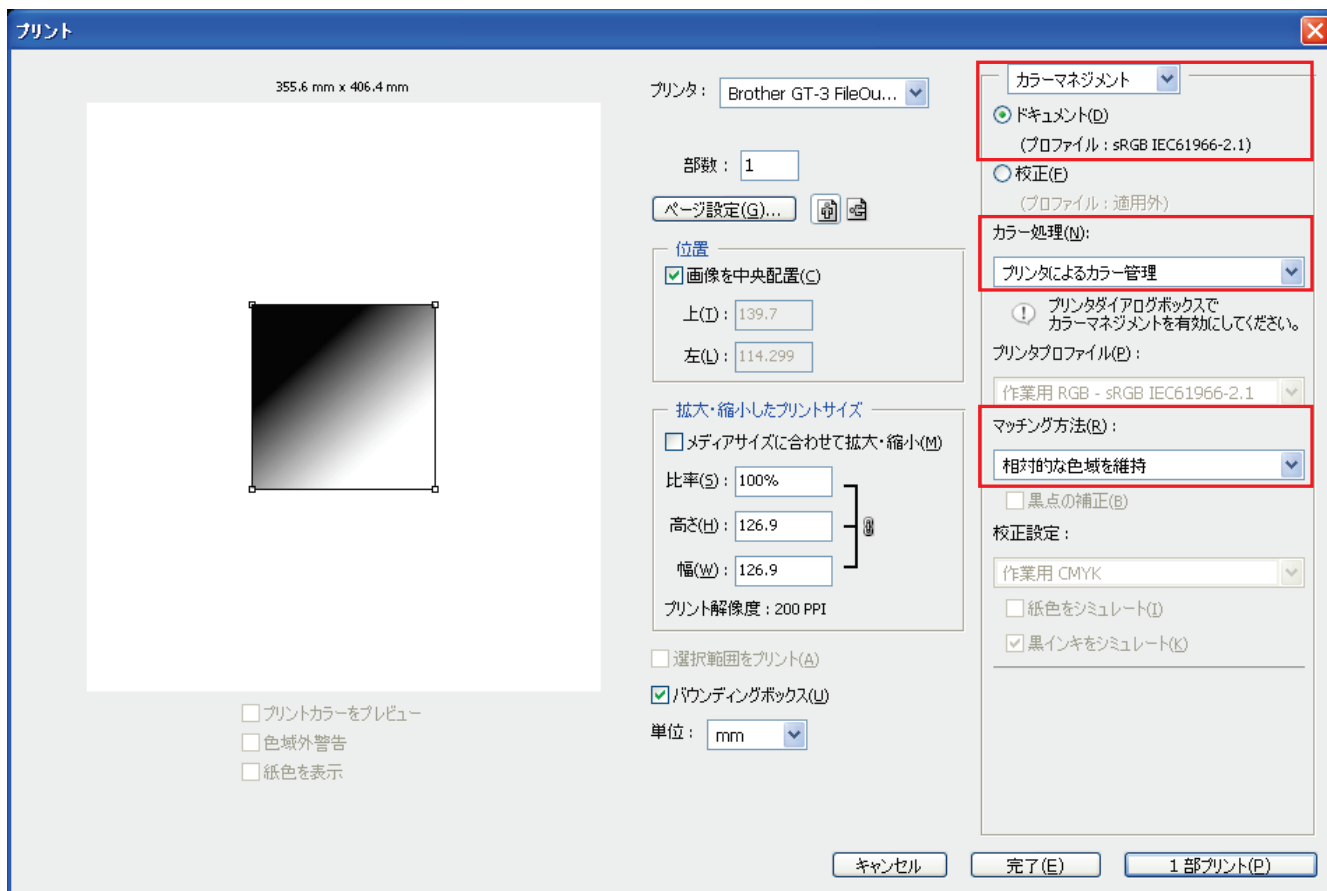 プリント
355.6 mm x 406.4 mm
プリントカラーをプレビュー
色域外警告
紙色を表示
プリンタ： Brother GT-3 FileOu...
部数： 1
ページ設定(G)...
位置
画像を中央配置(C)
上(T)： 139.7
左(L)： 114.299
拡大・縮小したプリントサイズ
メディアサイズに合わせて拡大・縮小(M)
比率(S)： 100%
高さ(H)： 126.9
幅(W)： 126.9
プリント解像度：200 PPI
選択範囲をプリント(A)
バウンディングボックス(U)
単位： mm
カラーマネジメント
ドキュメント(D)
(プロファイル：sRGB IEC61966-2.1)
校正(F)
(プロファイル：適用外)
カラー処理(N):
プリンタによるカラー管理
プリンタダイアログボックスで
カラーマネジメントを有効にしてください。
プリンタプロファイル(P)：
作業用 RGB - sRGB IEC61966-2.1
マッチング方法(R)：
相対的な色域を維持
黒点の補正(B)
校正設定：
作業用 CMYK
紙色をシミュレート(I)
黒インキをシミュレート(K)
キャンセル
完了(E)
1 部プリント(P)